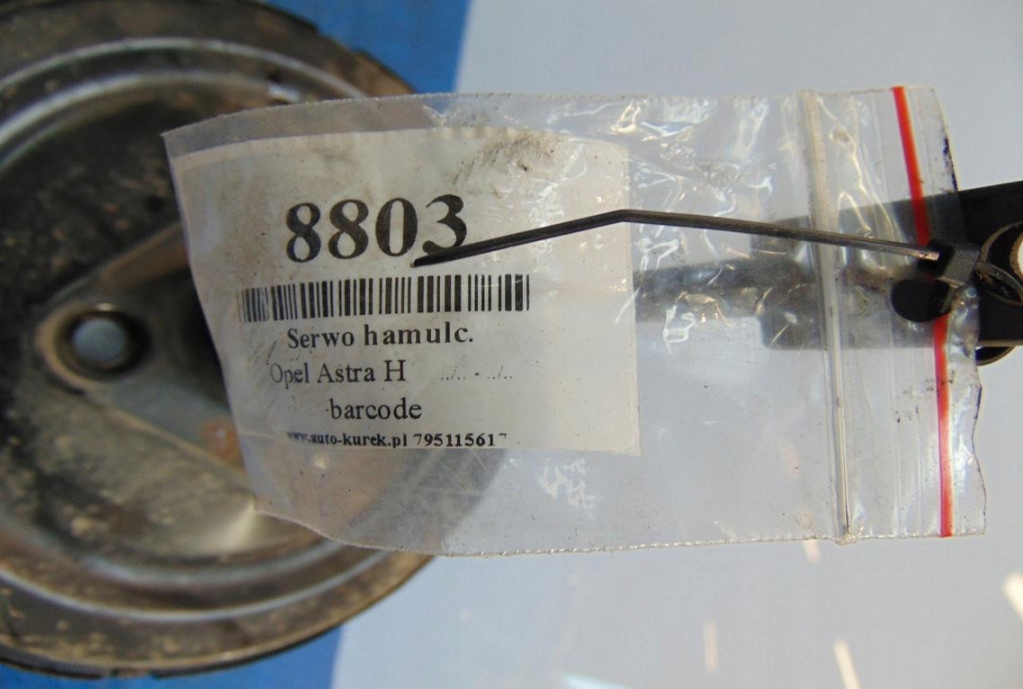 8803
Serwo hamulc.
Opel Astra H ../.. - ../..
barcode
www.auto-kurek.pl 795115617